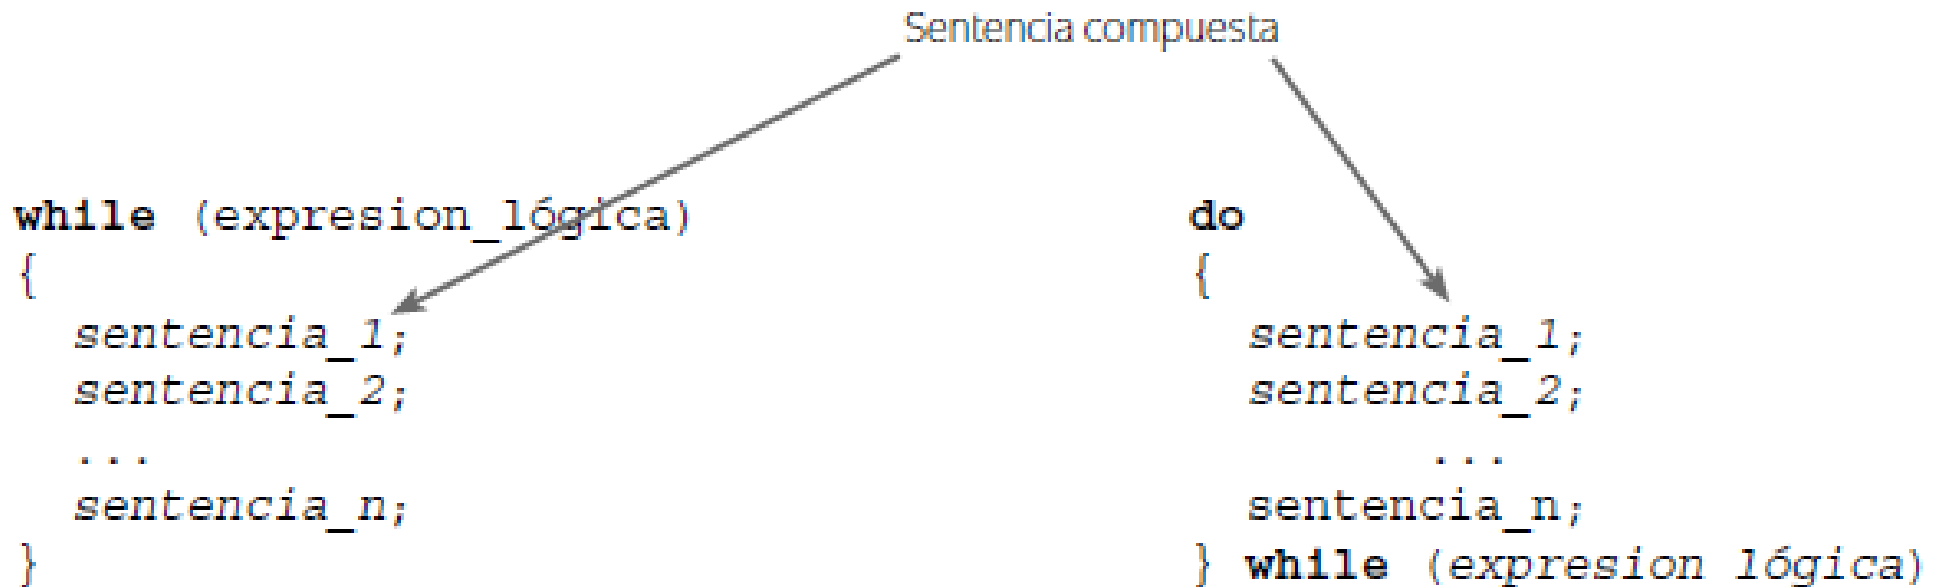 Sentencia compuesta
while (expresion_lógica)
{
sentencia_1;
sentencia_2;
...
sentencia_n;
}
do
{
sentencia_1;
sentencia_2;
...
sentencia_n;
} while (expresion lógica)